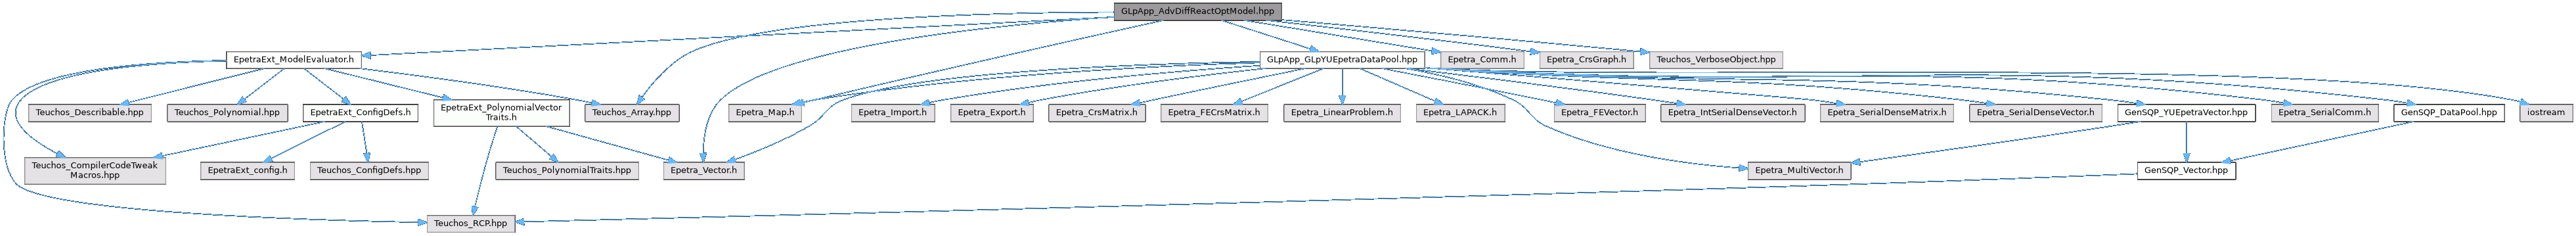 GLpApp_AdvDiffReactOptModel.hpp
EpetraExt_ModelEvaluator.h
GLpApp_GLpYUEpetraDataPool.hpp
Epetra_Comm.h
Epetra_CrsGraph.h
Teuchos_VerboseObject.hpp
Teuchos_Describable.hpp
Teuchos_Polynomial.hpp
EpetraExt_ConfigDefs.h
EpetraExt_PolynomialVector
Traits.h
Teuchos_Array.hpp
Epetra_Map.h
Epetra_Import.h
Epetra_Export.h
Epetra_CrsMatrix.h
Epetra_FECrsMatrix.h
Epetra_LinearProblem.h
Epetra_LAPACK.h
Epetra_FEVector.h
Epetra_IntSerialDenseVector.h
Epetra_SerialDenseMatrix.h
Epetra_SerialDenseVector.h
GenSQP_YUEpetraVector.hpp
Epetra_SerialComm.h
GenSQP_DataPool.hpp
iostream
Teuchos_CompilerCodeTweak
Macros.hpp
EpetraExt_config.h
Teuchos_ConfigDefs.hpp
Teuchos_PolynomialTraits.hpp
Epetra_Vector.h
Epetra_MultiVector.h
GenSQP_Vector.hpp
Teuchos_RCP.hpp